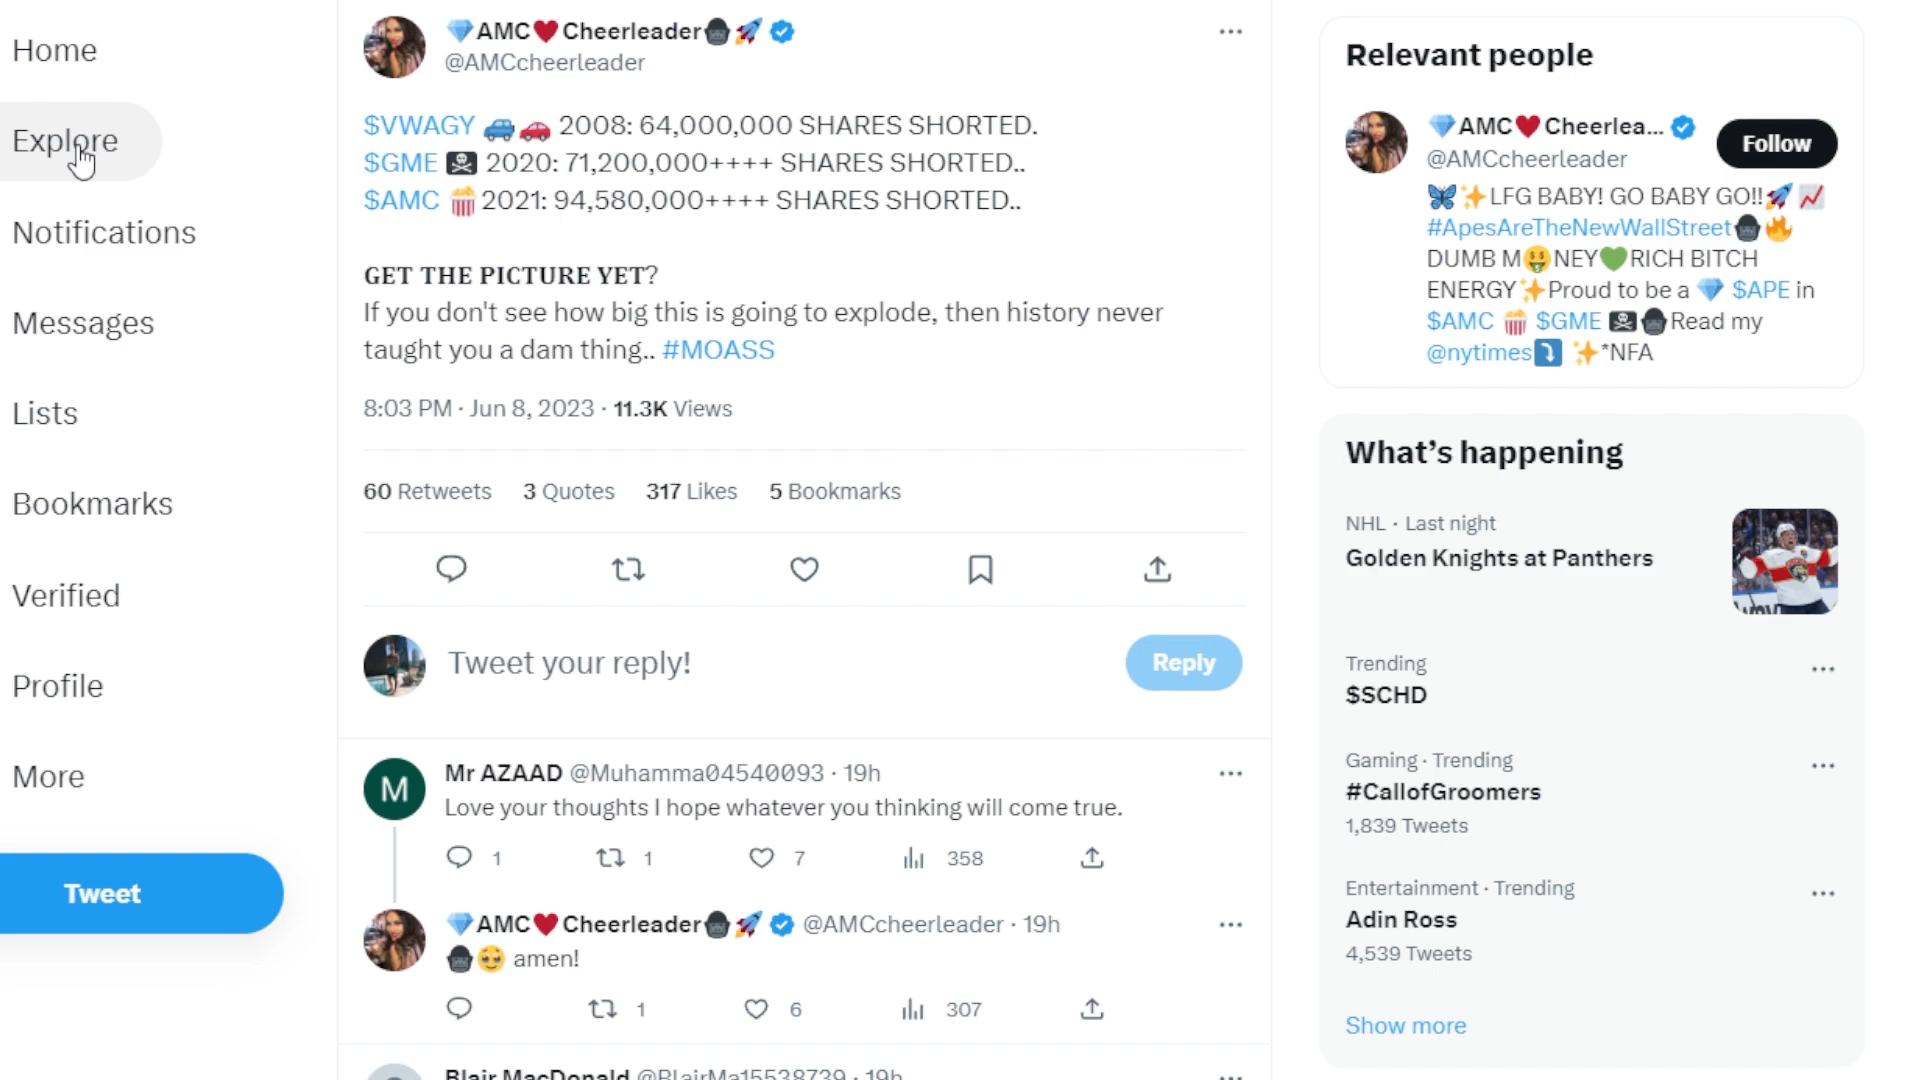 Home
Explore
Notifications
Messages
Lists
Bookmarks
Verified
Profile
More
Tweet
💎AMC❤️Cheerleader🦍🚀
@AMCcheerleader
$VWAGY 🚙🚗 2008: 64,000,000 SHARES SHORTED.
$GME 🏴‍☠️ 2020: 71,200,000++++ SHARES SHORTED..
$AMC 🍿2021: 94,580,000++++ SHARES SHORTED..
GET THE PICTURE YET?
If you don't see how big this is going to explode, then history never
taught you a dam thing.. #MOASS
8:03 PM · Jun 8, 2023 · 11.3K Views
60 Retweets 3 Quotes 317 Likes 5 Bookmarks
Tweet your reply!
Reply
M
Mr AZAAD @Muhamma04540093 · 19h
Love your thoughts I hope whatever you thinking will come true.
1 1 7 358
💎AMC❤️Cheerleader🦍🚀 @AMCcheerleader · 19h
🦍🥹 amen!
1 6 307
Blair MacDonald @BlairMa15538739 · 19h
Relevant people
💎AMC❤️Cheerlea...
@AMCcheerleader
Follow
🦋✨LFG BABY! GO BABY GO!!🚀📈
#ApesAreTheNewWallStreet🦍🔥
DUMB M🤑NEY💚RICH BITCH
ENERGY✨Proud to be a 💎 $APE in
$AMC 🍿 $GME 🏴‍☠️🦍Read my
@nytimes⤵️ ✨*NFA
What's happening
NHL · Last night
Golden Knights at Panthers
Trending
$SCHD
Gaming · Trending
#CallofGroomers
1,839 Tweets
Entertainment · Trending
Adin Ross
4,539 Tweets
Show more